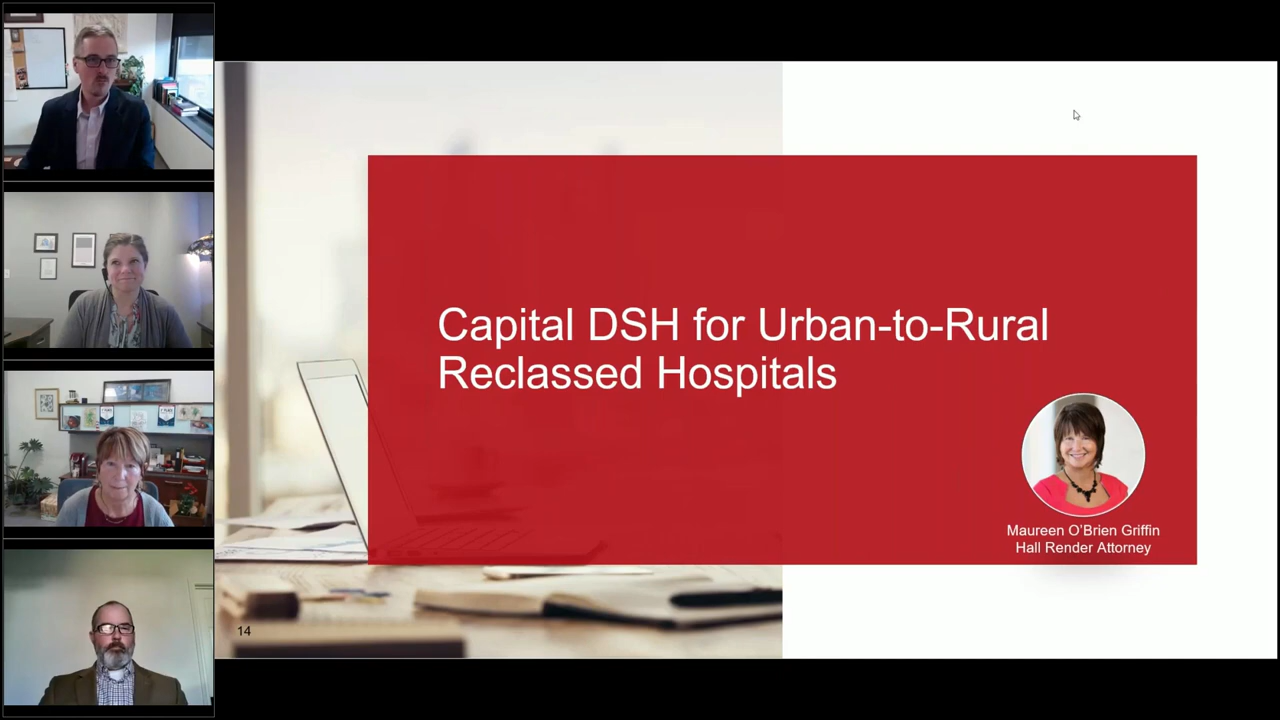 Capital DSH for Urban-to-Rural
Reclassed Hospitals
Maureen O'Brien Griffin
Hall Render Attorney
14